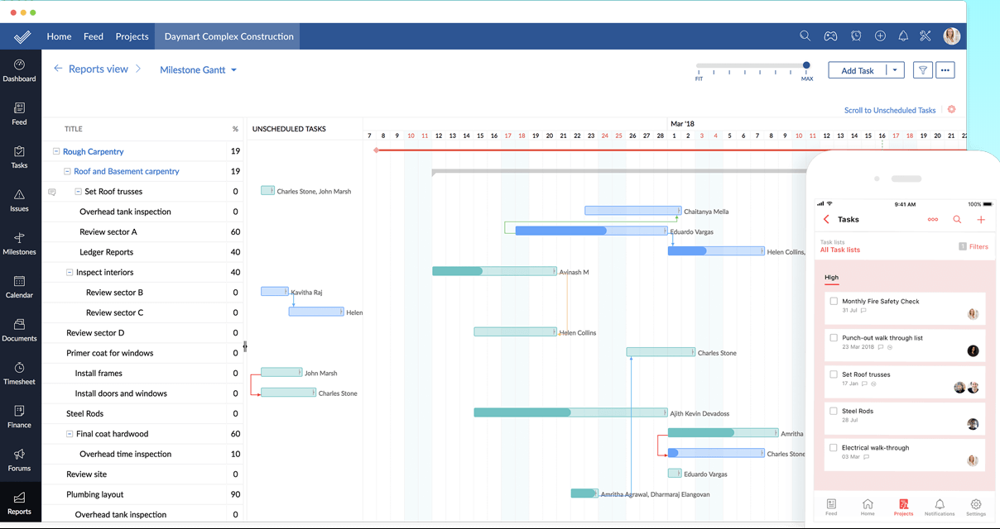 Home Feed Projects Daymart Complex Construction
Dashboard
Feed
Tasks
Issues
Milestones
Calendar
Documents
Timesheet
Finance
Forums
Reports
Reports view Milestone Gantt
FIT MAX
Add Task
Scroll to Unscheduled Tasks
TITLE % UNSCHEDULED TASKS
Mar '18
7 8 9 10 11 12 13 14 15 16 17 18 19 20 21 22 23 24 25 26 27 28 1 2 3 4 5 6 7 8 9 10 11 12 13 14 15 16 17 18 19 20 21 22
Rough Carpentry 19
Roof and Basement carpentry 19
Set Roof trusses 0 Charles Stone, John Marsh
Overhead tank inspection 0 Chaitanya Mella
Review sector A 60 Eduardo Vargas
Ledger Reports 40 Helen Collins,
Inspect interiors 40 Avinash M
Review sector B 0 Kavitha Raj
Review sector C 0 Helen
Review sector D 0 Helen Collins
Primer coat for windows 0 Charles Stone
Install frames 0 John Marsh
Install doors and windows 0 Charles Stone
Steel Rods 0 Ajith Kevin Devadoss
Final coat hardwood 60 Amritha
Overhead time inspection 10 Charles Stone
Review site 0 Eduardo Vargas
Plumbing layout 90 Amritha Agrawal, Dharmaraj Elangovan
Overhead tank inspection 0
9:41 AM 100%
Tasks
Task lists
All Task lists
1 Filters
High
Monthly Fire Safety Check
31 Jul
Punch-out walk through list
23 Mar 2018
Set Roof trusses
17 Jan
Steel Rods
28 Jul
Electrical walk-through
03 Mar
Feed Home Projects Notifications Settings